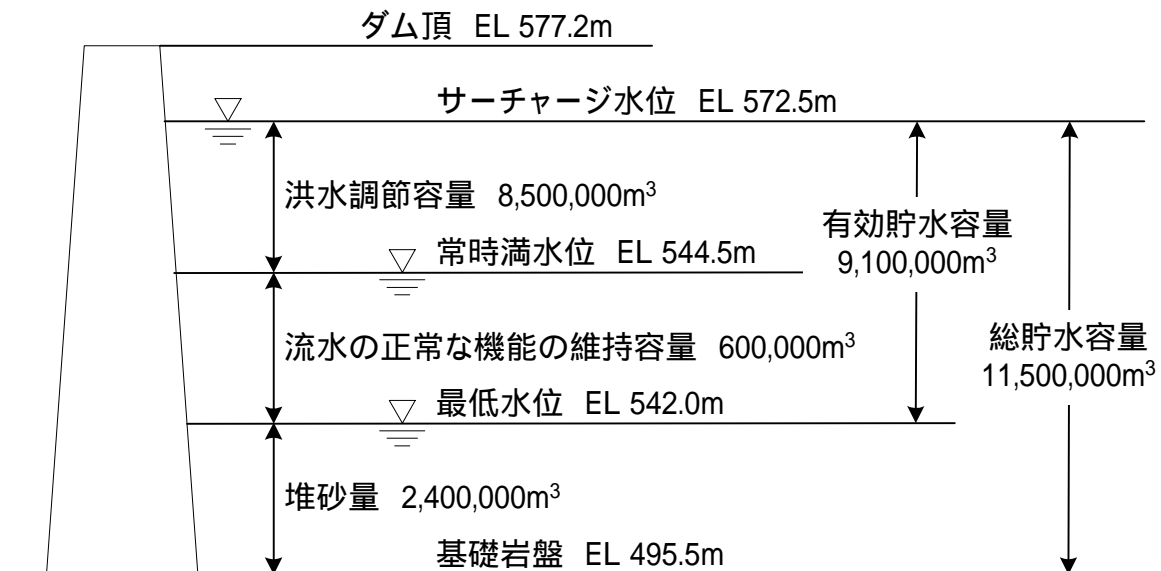 ダム頂 EL 577.2m
サーチャージ水位 EL 572.5m
洪水調節容量 8,500,000m³
有効貯水容量
9,100,000m³
常時満水位 EL 544.5m
流水の正常な機能の維持容量 600,000m³
総貯水容量
11,500,000m³
最低水位 EL 542.0m
堆砂量 2,400,000m³
基礎岩盤 EL 495.5m